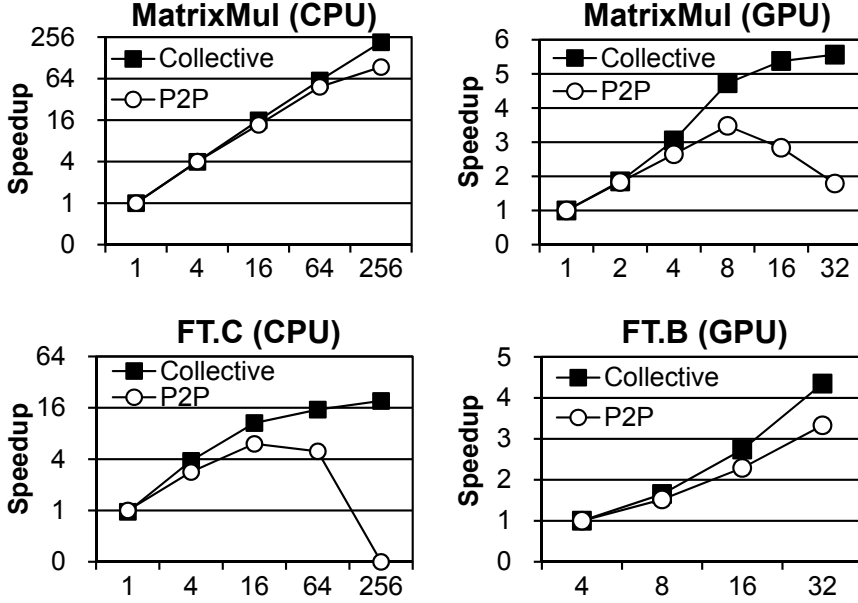 MatrixMul (CPU)
Speedup
256
64
16
4
1
0
Collective
P2P
1 4 16 64 256
MatrixMul (GPU)
Speedup
6
5
4
3
2
1
0
Collective
P2P
1 2 4 8 16 32
FT.C (CPU)
Speedup
64
16
4
1
0
Collective
P2P
1 4 16 64 256
FT.B (GPU)
Speedup
5
4
3
2
1
0
Collective
P2P
4 8 16 32